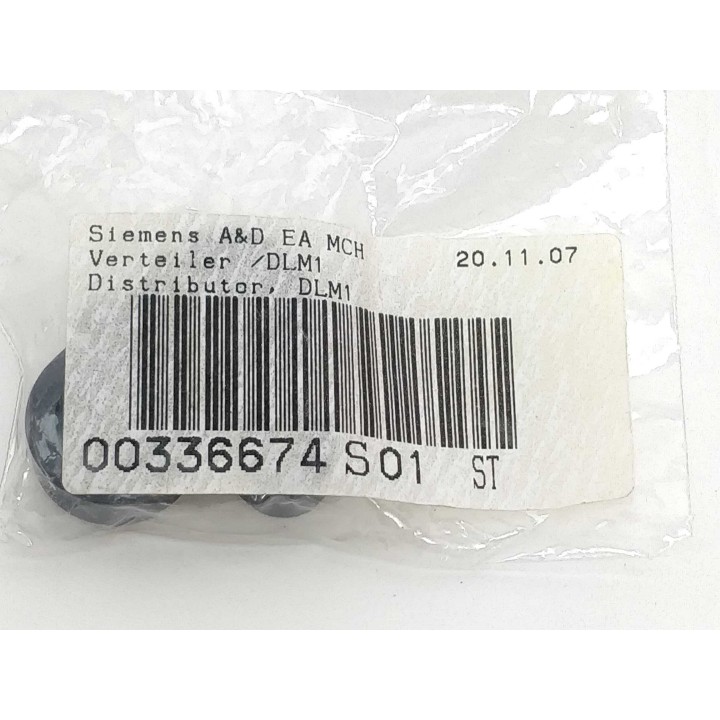 Siemens A&D EA MCH
Verteiler /DLM1 20.11.07
Distributor, DLM1
00336674 S01 ST